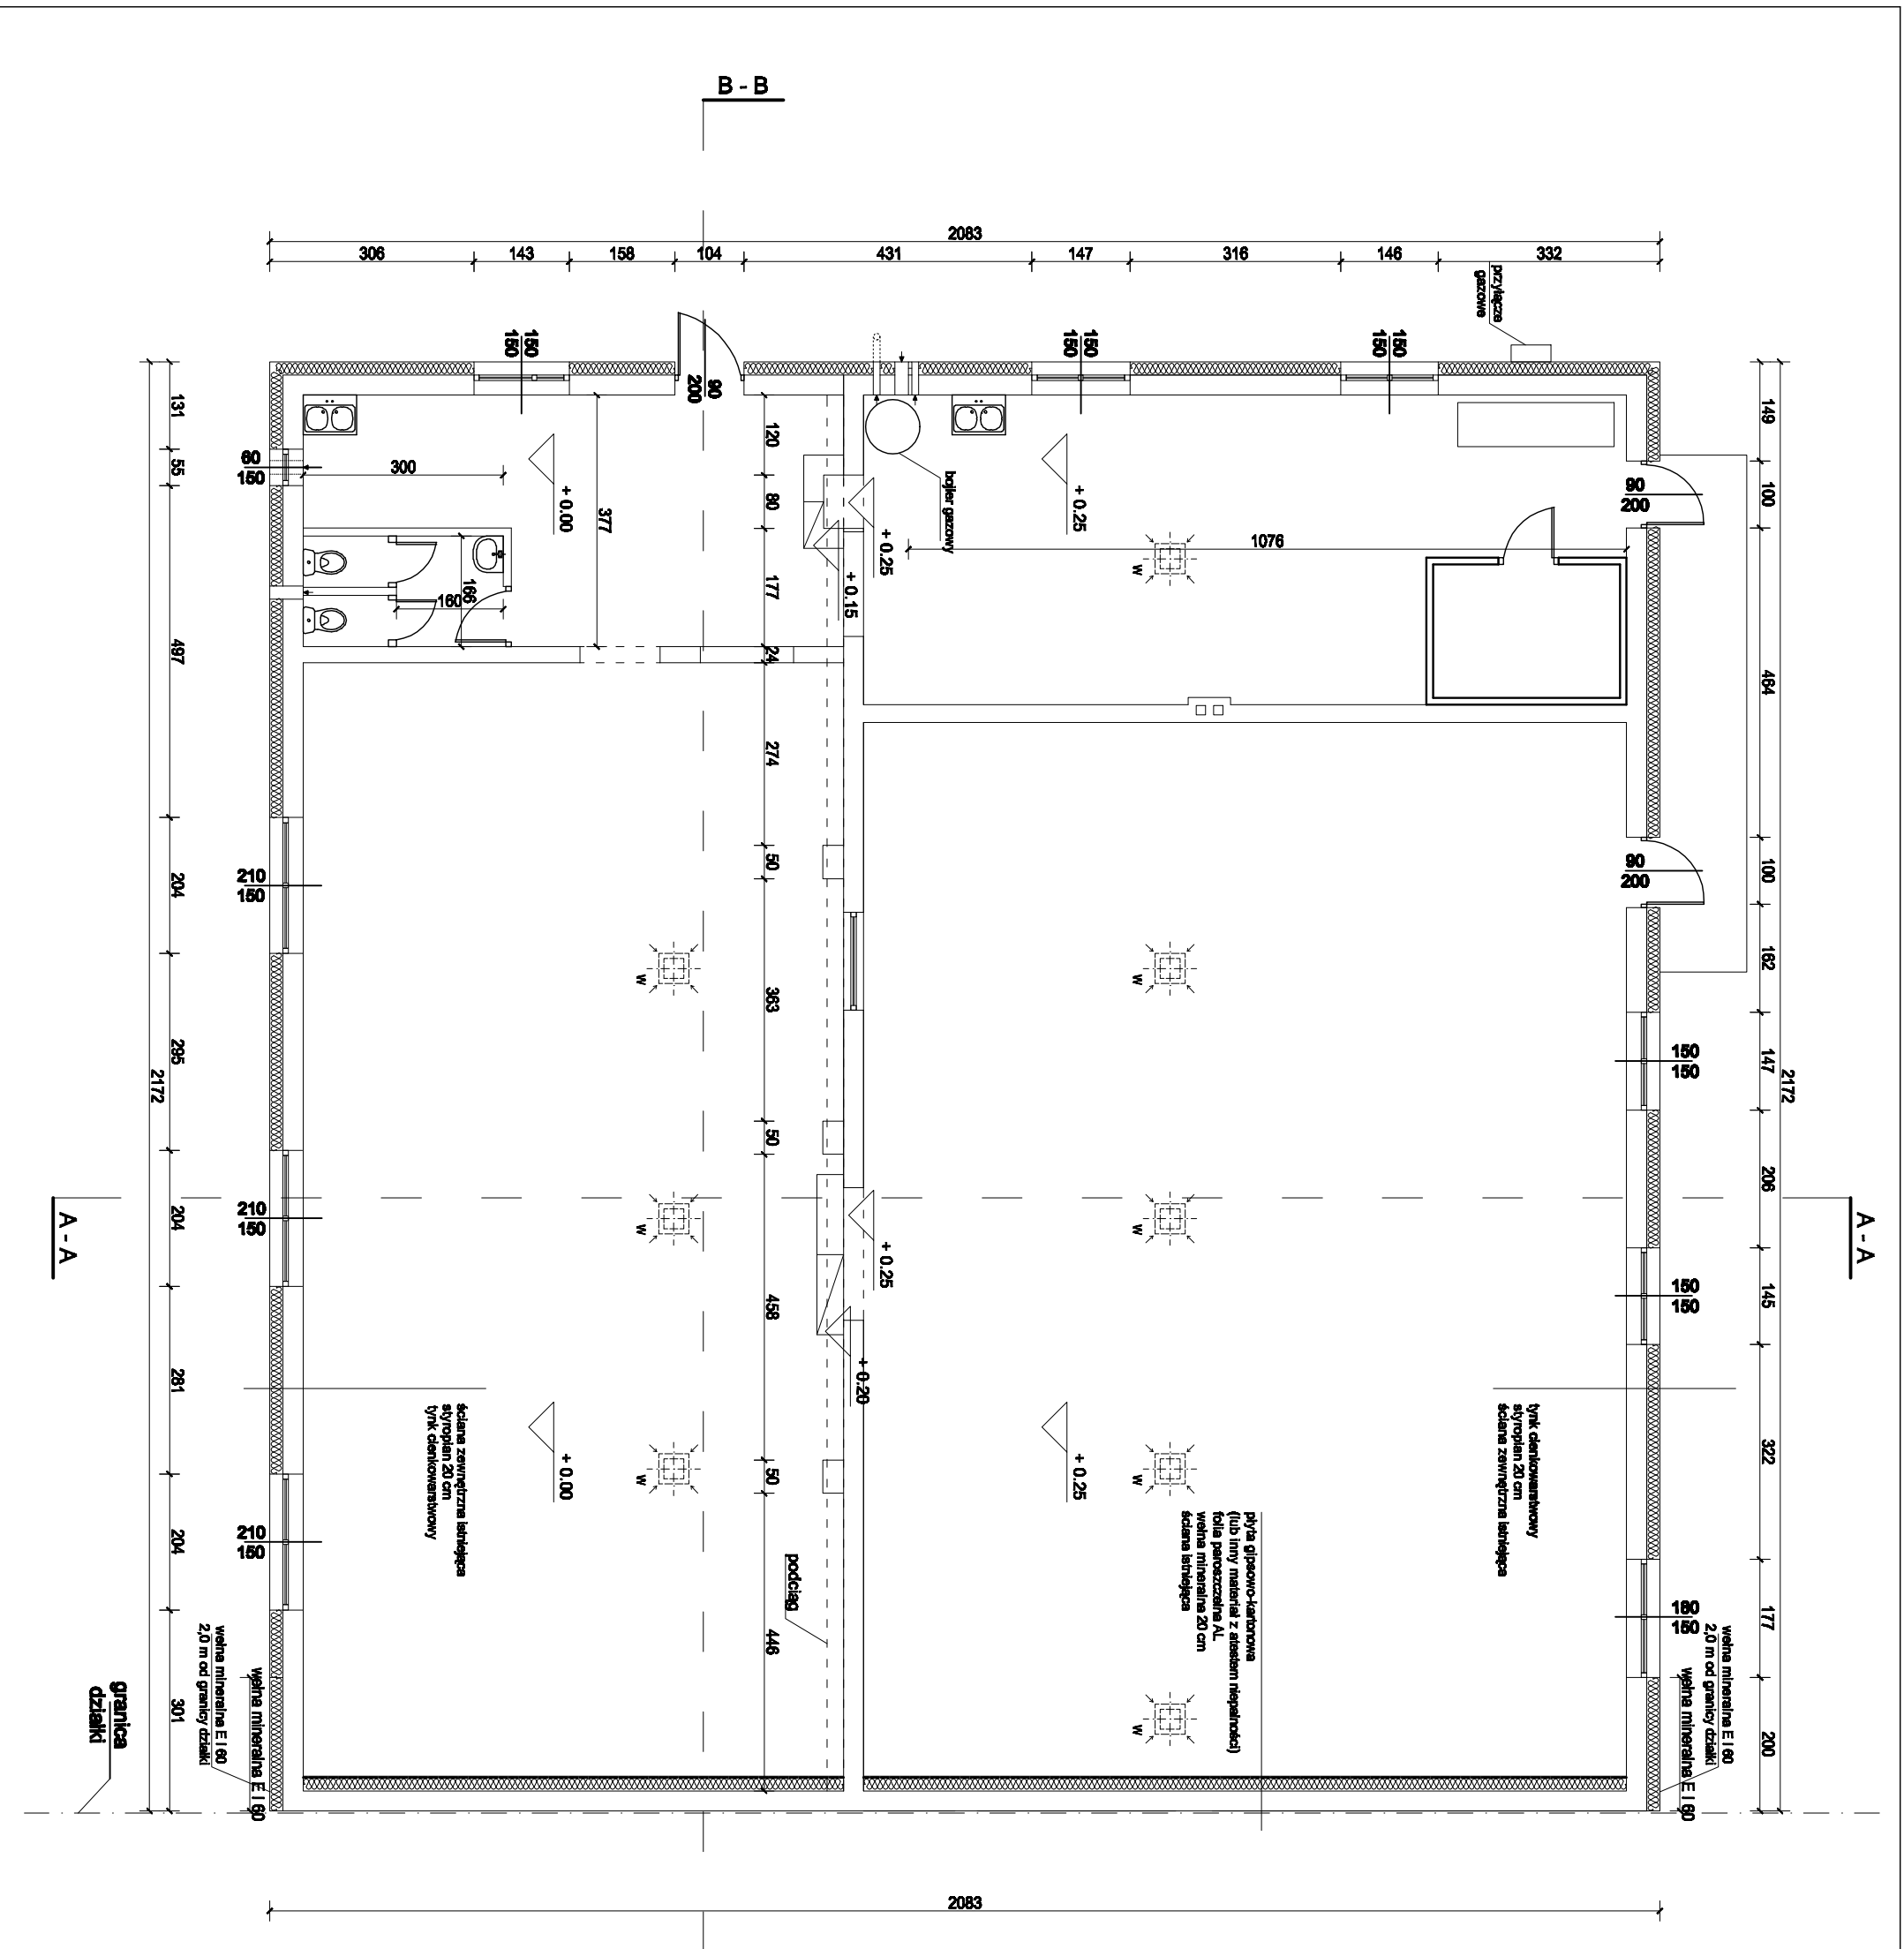 B - B
2083
306
143
158
104
431
147
316
146
332
przyłącze
gazowe
150
150
150
150
150
150
90
200
131
55
497
204
295
204
281
204
301
2172
149
100
464
100
162
147
206
145
322
177
200
2172
60
150
300
377
+ 0.00
166
160
120
80
177
24
274
50
363
50
458
50
446
bojler gazowy
+ 0.25
+ 0.25
+ 0.15
1076
W
90
200
90
200
210
150
210
150
210
150
150
150
150
150
180
150
W
W
W
W
W
W
W
A - A
A - A
+ 0.25
+ 0.20
+ 0.00
+ 0.25
ściana zewnętrzna istniejąca
styropian 20 cm
tynk cienkowarstwowy
tynk cienkowarstwowy
styropian 20 cm
ściana zewnętrzna istniejąca
płyta gipsowo-kartonowa
(lub inny materiał z atestem niepalności)
folia paroszczelna AL
wełna mineralna 20 cm
ściana istniejąca
podciąg
wełna mineralna E I 60
2,0 m od granicy działki
wełna mineralna E I 60
wełna mineralna E I 60
2,0 m od granicy działki
wełna mineralna E I 60
granica
działki
2083